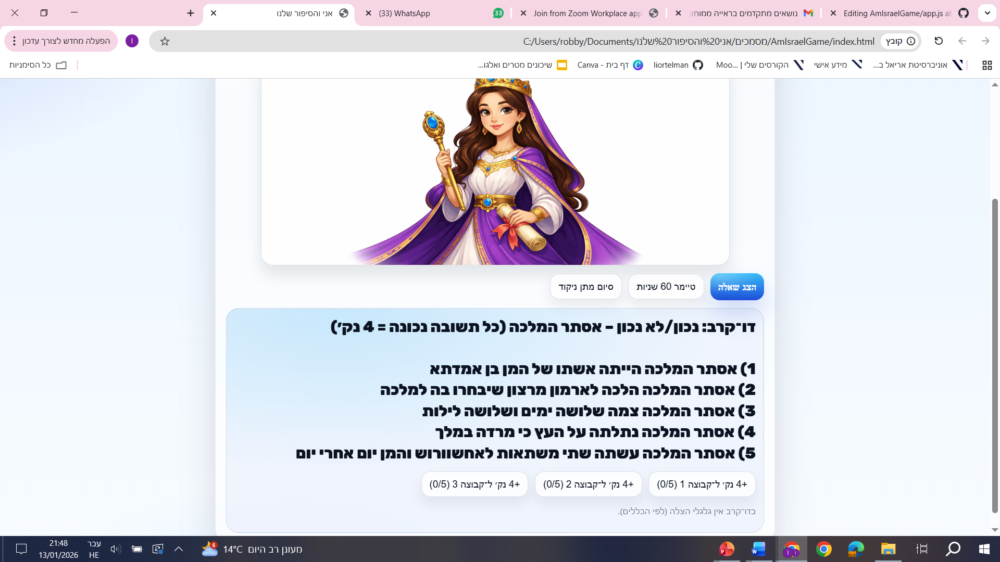 אני והסיפור שלנו
(33) WhatsApp
33
Join from Zoom Workplace app
נושאים מתקדמים בראייה ממוחש
Editing AmIsraelGame/app.js at
הפעלה מחדש לצורך עדכון
I
C:/Users/robby/Documents/מסמכים/אני%20והסיפור%20שלנו/AmIsraelGame/index.html
קובץ
אוניברסיטת אריאל ב...
מידע אישי
הקורסים שלי | Moo...
liortelman
דף בית - Canva
שיכונים מטרים ואלגו...
כל הסימניות
הצג שאלה
טיימר 60 שניות
סיום מתן ניקוד
דו־קרב: נכון/לא נכון – אסתר המלכה (כל תשובה נכונה = 4 נק׳)
1) אסתר המלכה הייתה אשתו של המן בן אמדתא
2) אסתר המלכה הלכה לארמון מרצון שיבחרו בה למלכה
3) אסתר המלכה צמה שלושה ימים ושלושה לילות
4) אסתר המלכה נתלתה על העץ כי מרדה במלך
5) אסתר המלכה עשתה שתי משתאות לאחשוורוש והמן יום אחרי יום
+4 נק׳ ל־קבוצה 1 (0/5)
+4 נק׳ ל־קבוצה 2 (0/5)
+4 נק׳ ל־קבוצה 3 (0/5)
בדו־קרב אין גלגלי הצלה (לפי הכללים).
21:48
13/01/2026
עבר
HE
6
14°C מעונן רב היום